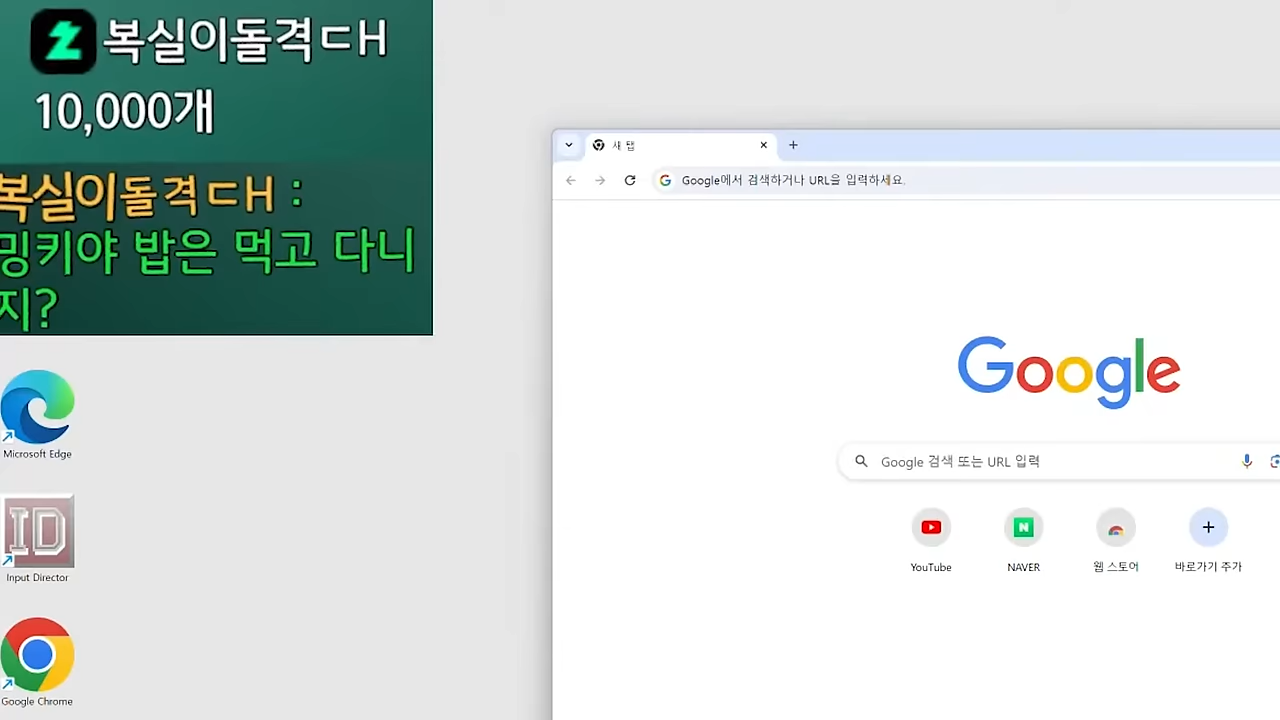 복실이돌격ㄷH
10,000개
복실이돌격ㄷH :
밍키야 밥은 먹고 다니
지?
새 탭
Google에서 검색하거나 URL을 입력하세요.
Google
Google 검색 또는 URL 입력
YouTube
NAVER
웹 스토어
바로가기 추가
Microsoft Edge
ID
Input Director
Google Chrome